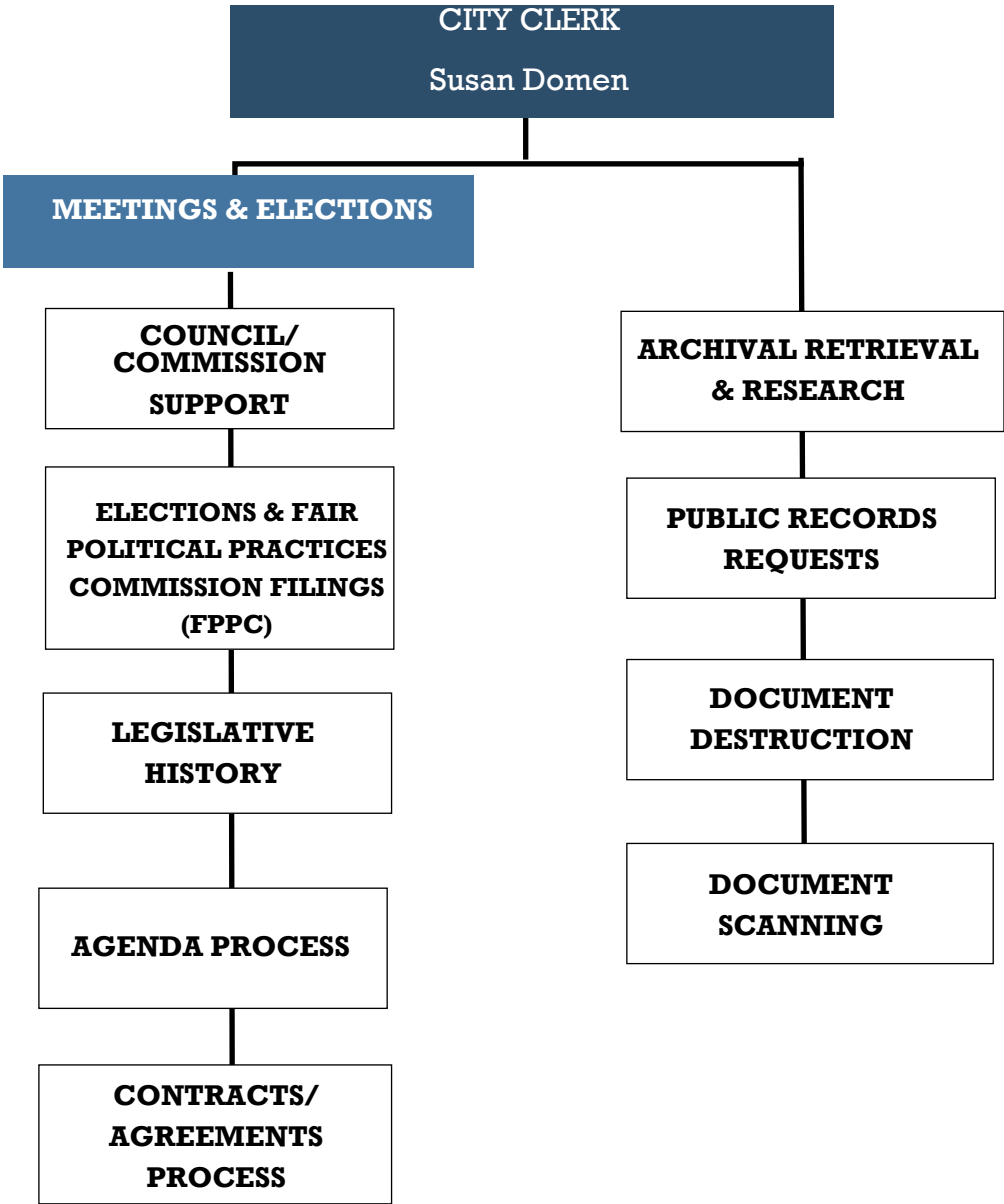 CITY CLERK
Susan Domen
MEETINGS & ELECTIONS
COUNCIL/
COMMISSION
SUPPORT
ELECTIONS & FAIR
POLITICAL PRACTICES
COMMISSION FILINGS
(FPPC)
LEGISLATIVE
HISTORY
AGENDA PROCESS
CONTRACTS/
AGREEMENTS
PROCESS
ARCHIVAL RETRIEVAL
& RESEARCH
PUBLIC RECORDS
REQUESTS
DOCUMENT
DESTRUCTION
DOCUMENT
SCANNING